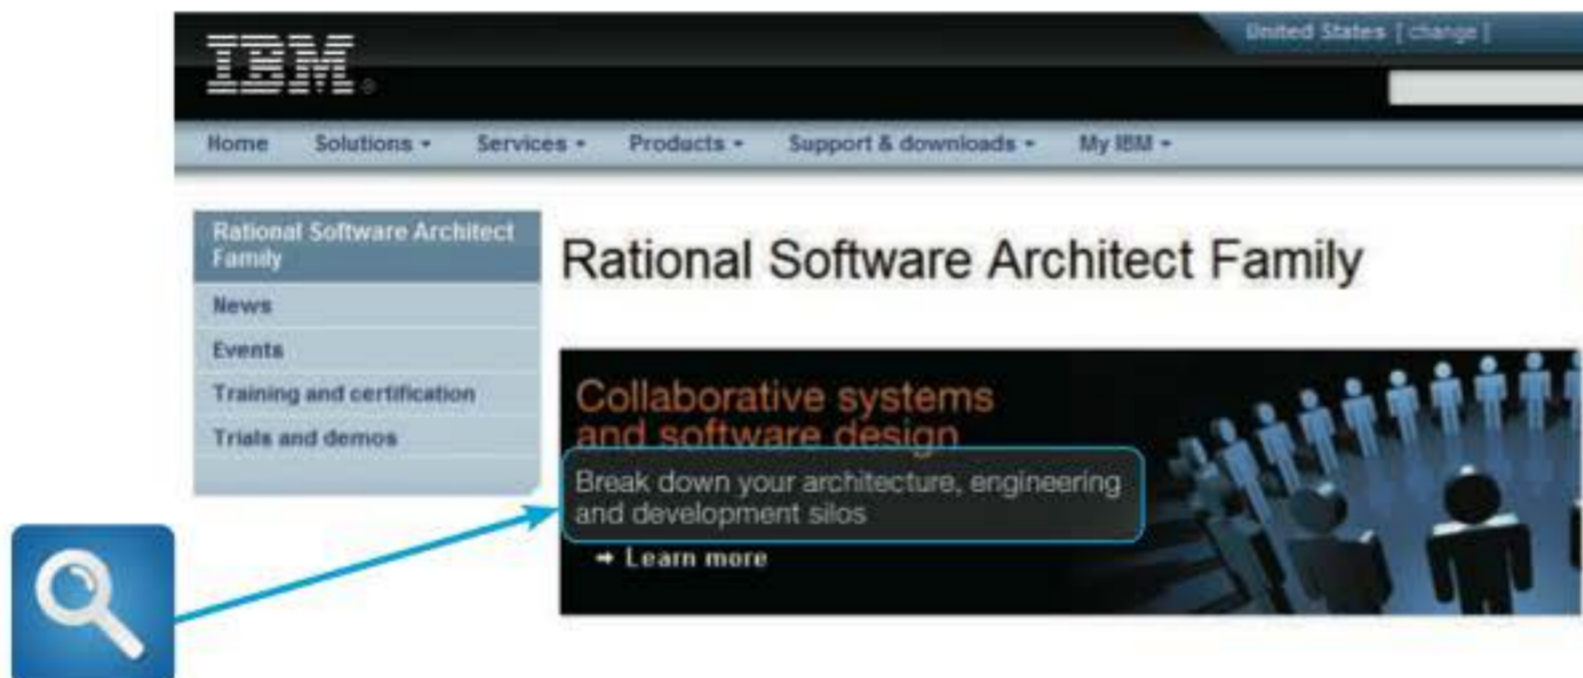 United States [ change ]
IBM®
Home Solutions Services Products Support & downloads My IBM
Rational Software Architect
Family
News
Events
Training and certification
Trials and demos
Rational Software Architect Family
Collaborative systems
and software design
Break down your architecture, engineering
and development silos
→ Learn more